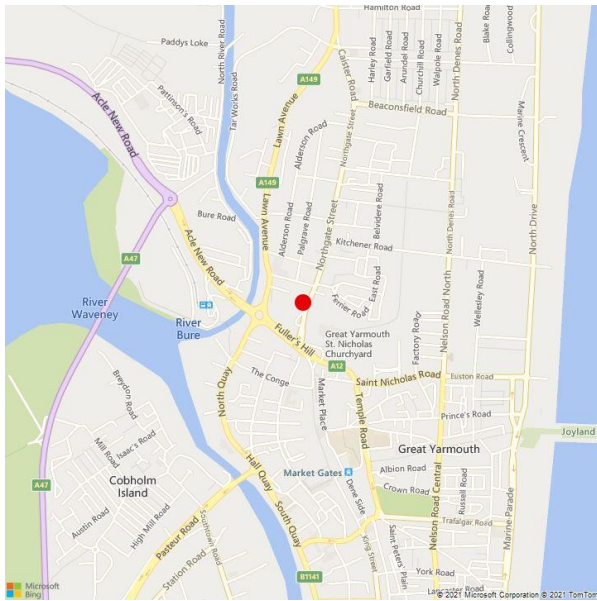 Hamilton Road
Paddys Loke
North River Road
Tar Works Road
A149
Caister Road
Harley Road
Garfield Road
Arundel Road
Churchill Road
Walpole Road
North Denes Road
Blake Road
Collingwood
Acle New Road
Pattinson's Road
Lawn Avenue
Beaconsfield Road
Marine Crescent
Alderson Road
Northgate Street
A149
Lawn Avenue
Bure Road
Alderson Road
Palgrave Road
Northgate Street
Belvidere Road
Kitchener Road
North Denes Road
North Drive
A47
Acle New Road
East Road
Ferrier Road
Nelson Road North
Wellesley Road
River
Waveney
River
Bure
Fuller's Hill
Great Yarmouth
St. Nicholas
Churchyard
Factory Road
A12
Saint Nicholas Road
Euston Road
Breydon Road
North Quay
The Conge
Market Place
Temple Road
Prince's Road
Joyland
Mill Road
Isaac's Road
Great Yarmouth
Hall Quay
Market Gates
Albion Road
Cobholm
Island
A47
Crown Road
Dene Side
Russell Road
Nelson Road Central
Marine Parade
Austin Road
High Mill Road
Pasteur Road
Southtown Road
South Quay
King Street
Saint Peters' Plain
Trafalgar Road
Station Road
B1141
York Road
Lancaster Road
Microsoft
Bing
© 2021 Microsoft Corporation © 2021 TomTom